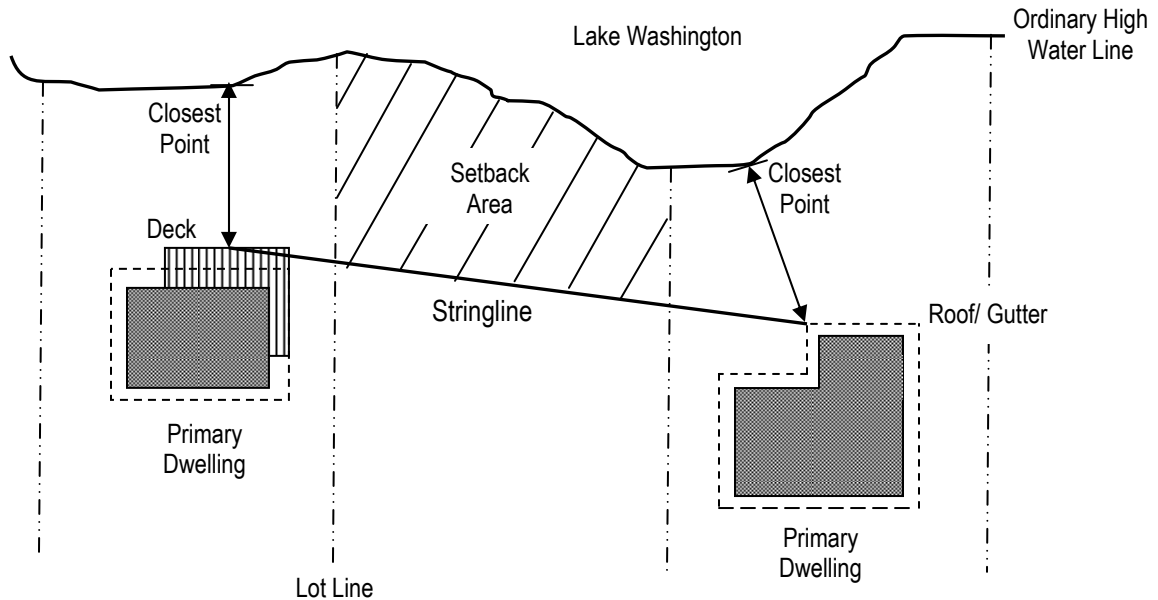 Lake Washington
Ordinary High
Water Line
Closest
Point
Setback
Area
Closest
Point
Deck
Stringline
Roof/ Gutter
Primary
Dwelling
Primary
Dwelling
Lot Line